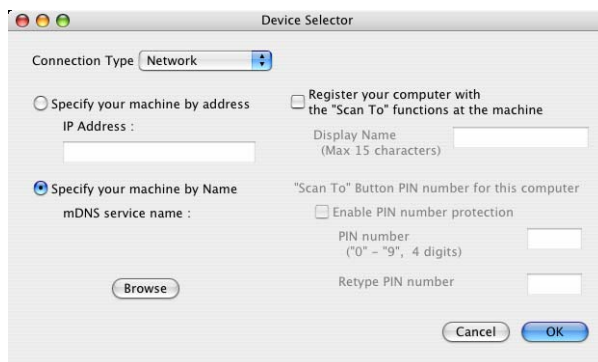 Device Selector
Connection Type
Network
Specify your machine by address
IP Address :
Specify your machine by Name
mDNS service name :
Browse
Register your computer with
the "Scan To" functions at the machine
Display Name
(Max 15 characters)
"Scan To" Button PIN number for this computer
Enable PIN number protection
PIN number
("0" – "9", 4 digits)
Retype PIN number
Cancel
OK